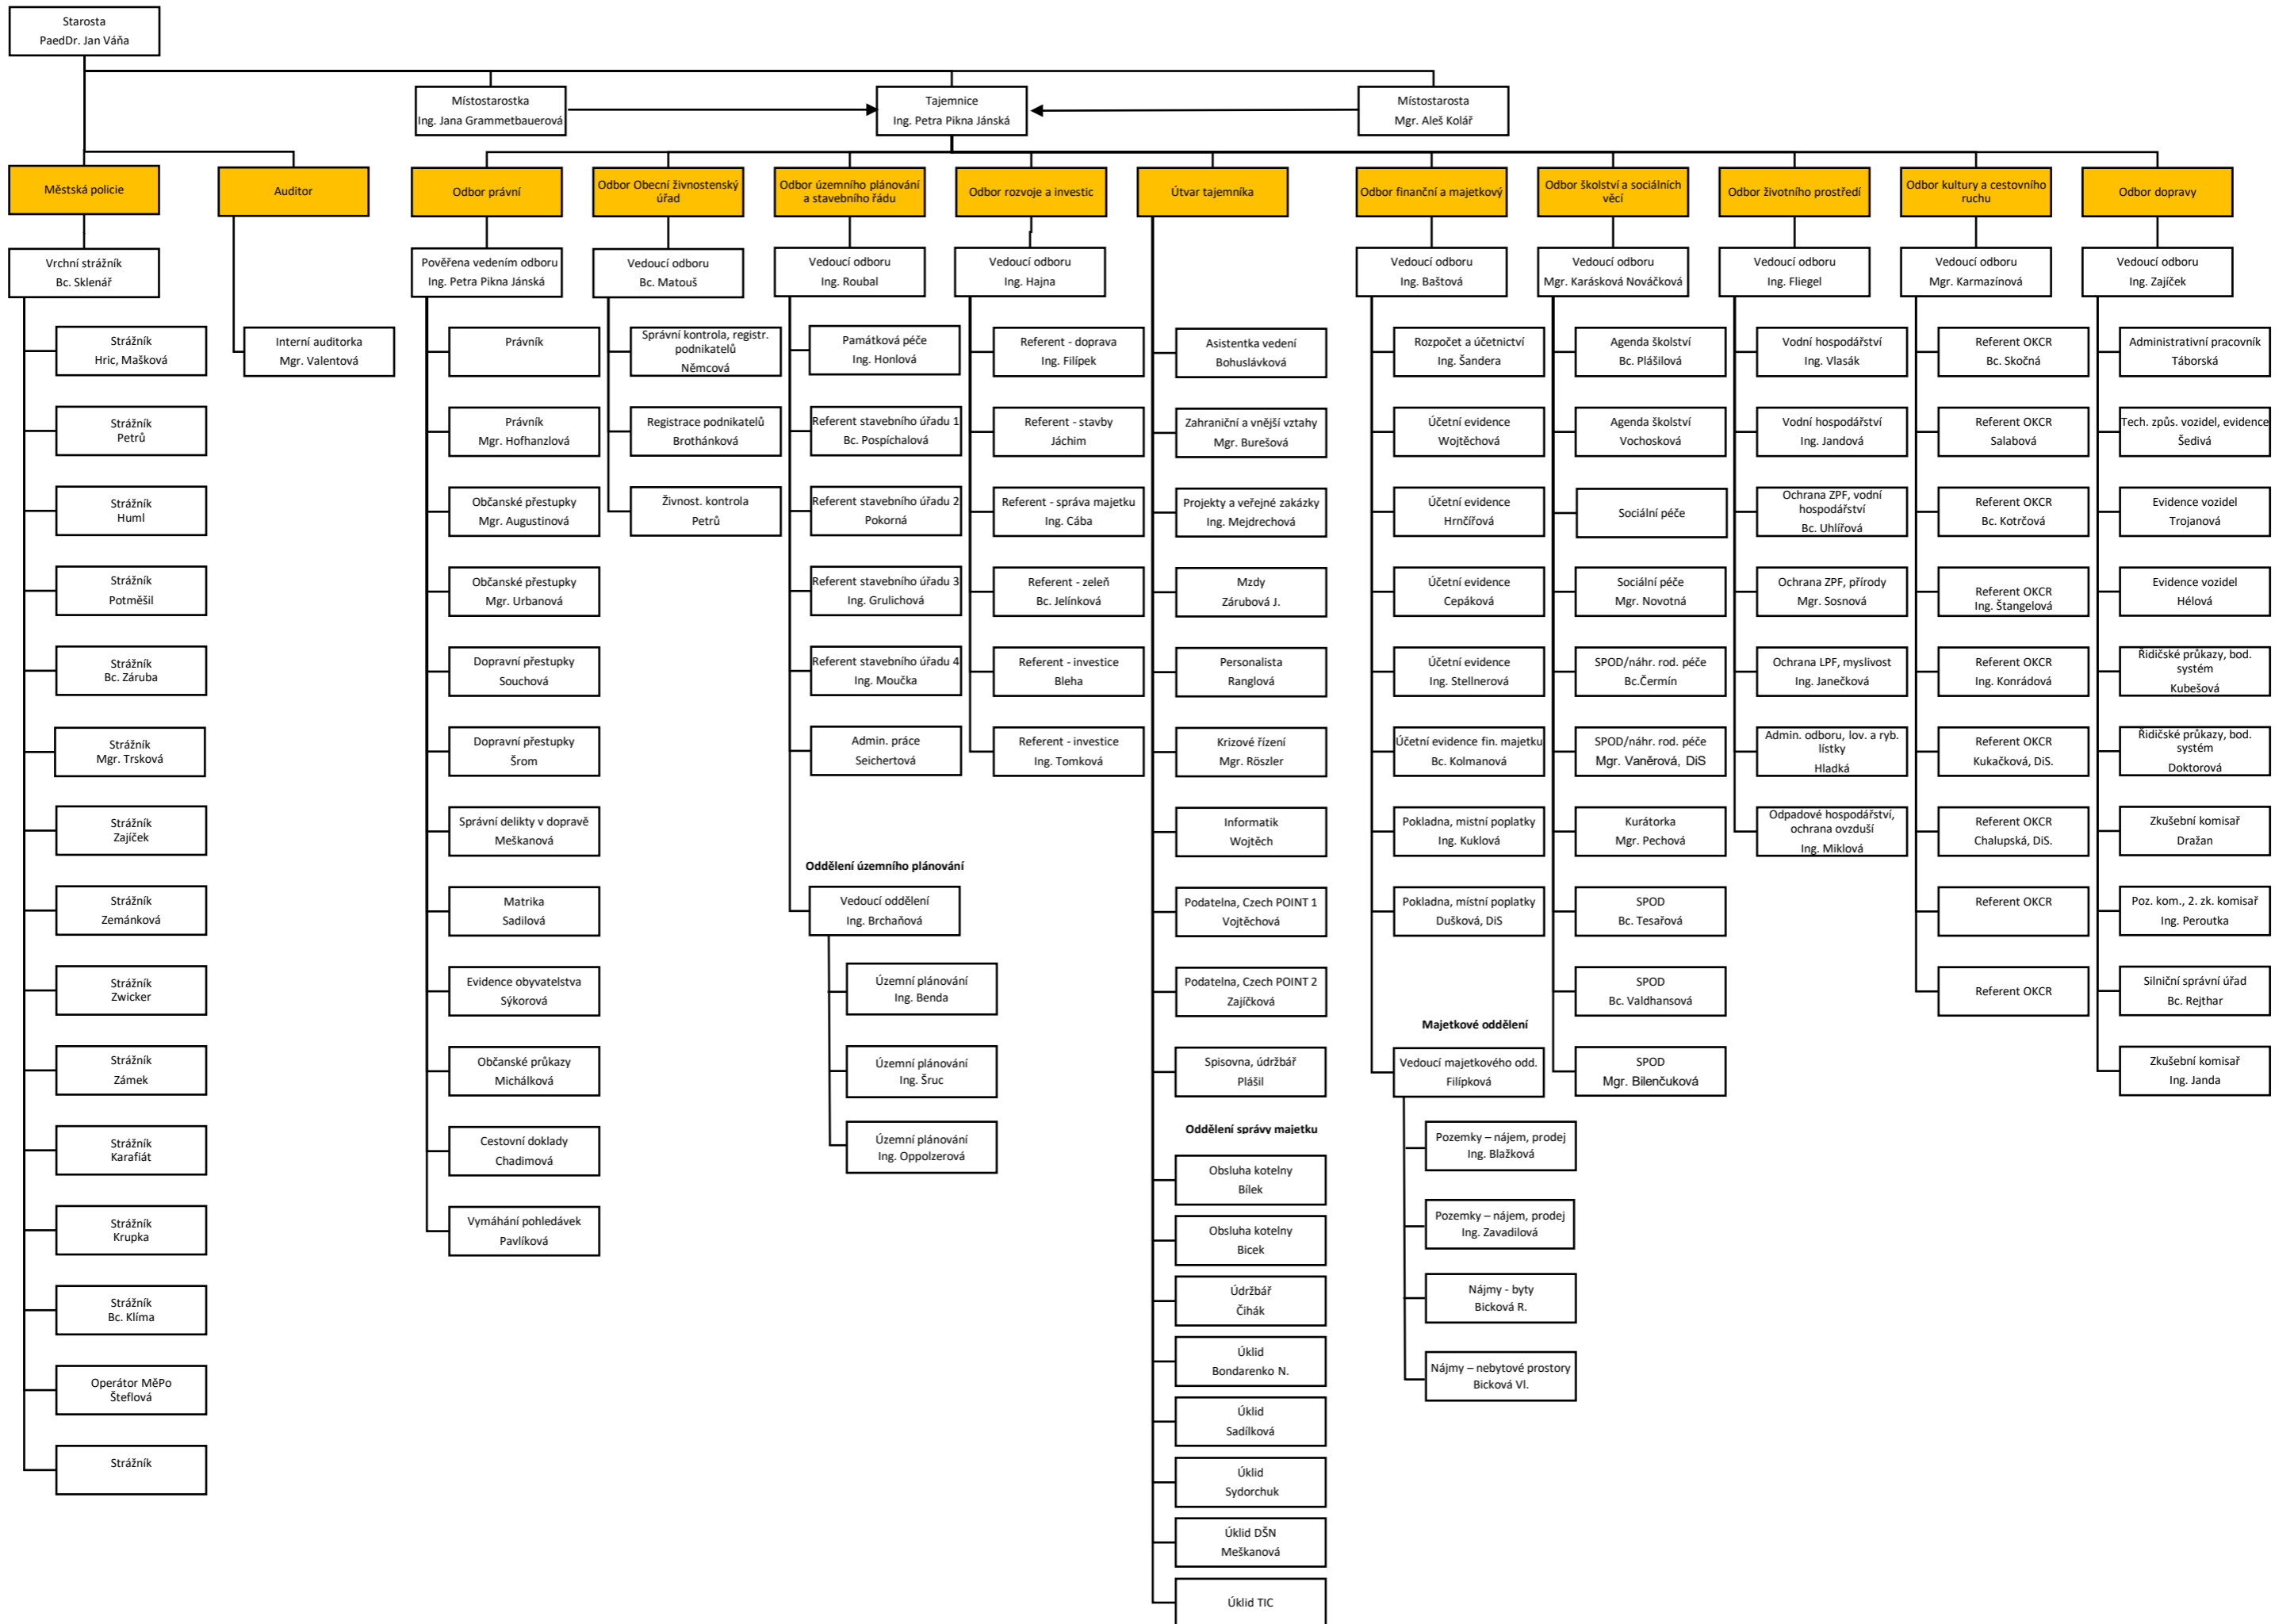 Starosta
PaedDr. Jan Váňa
Místostarostka
Ing. Jana Grammetbauerová
Tajemnice
Ing. Petra Pikna Jánská
Místostarosta
Mgr. Aleš Kolář
Městská policie
Vrchní strážník
Bc. Sklenář
Strážník
Hric, Mašková
Strážník
Petrů
Strážník
Huml
Strážník
Potměšil
Strážník
Bc. Záruba
Strážník
Mgr. Trsková
Strážník
Zajíček
Strážník
Zemánková
Strážník
Zwicker
Strážník
Zámek
Strážník
Karafiát
Strážník
Krupka
Strážník
Bc. Klíma
Operátor MěPo
Šteflová
Strážník
Auditor
Interní auditorka
Mgr. Valentová
Odbor právní
Pověřena vedením odboru
Ing. Petra Pikna Jánská
Právník
Právník
Mgr. Hofhanzlová
Občanské přestupky
Mgr. Augustinová
Občanské přestupky
Mgr. Urbanová
Dopravní přestupky
Souchová
Dopravní přestupky
Šrom
Správní delikty v dopravě
Meškanová
Matrika
Sadilová
Evidence obyvatelstva
Sýkorová
Občanské průkazy
Michálková
Cestovní doklady
Chadimová
Vymáhání pohledávek
Pavlíková
Odbor Obecní živnostenský
úřad
Vedoucí odboru
Bc. Matouš
Správní kontrola, registr.
podnikatelů
Němcová
Registrace podnikatelů
Brothánková
Živnost. kontrola
Petrů
Odbor územního plánování
a stavebního řádu
Vedoucí odboru
Ing. Roubal
Památková péče
Ing. Honlová
Referent stavebního úřadu 1
Bc. Pospíchalová
Referent stavebního úřadu 2
Pokorná
Referent stavebního úřadu 3
Ing. Grulichová
Referent stavebního úřadu 4
Ing. Moučka
Admin. práce
Seichertová
Oddělení územního plánování
Vedoucí oddělení
Ing. Brchaňová
Územní plánování
Ing. Benda
Územní plánování
Ing. Šruc
Územní plánování
Ing. Oppolzerová
Odbor rozvoje a investic
Vedoucí odboru
Ing. Hajna
Referent - doprava
Ing. Filípek
Referent - stavby
Jáchim
Referent - správa majetku
Ing. Cába
Referent - zeleň
Bc. Jelínková
Referent - investice
Bleha
Referent - investice
Ing. Tomková
Útvar tajemníka
Asistentka vedení
Bohuslávková
Zahraniční a vnější vztahy
Mgr. Burešová
Projekty a veřejné zakázky
Ing. Mejdrechová
Mzdy
Zárubová J.
Personalista
Ranglová
Krizové řízení
Mgr. Röszler
Informatik
Wojtěch
Podatelna, Czech POINT 1
Vojtěchová
Podatelna, Czech POINT 2
Zajíčková
Spisovna, údržbář
Plášil
Oddělení správy majetku
Obsluha kotelny
Bílek
Obsluha kotelny
Bicek
Údržbář
Čihák
Úklid
Bondarenko N.
Úklid
Sadílková
Úklid
Sydorchuk
Úklid DŠN
Meškanová
Úklid TIC
Odbor finanční a majetkový
Vedoucí odboru
Ing. Baštová
Rozpočet a účetnictví
Ing. Šandera
Účetní evidence
Wojtěchová
Účetní evidence
Hrnčířová
Účetní evidence
Cepáková
Účetní evidence
Ing. Stellnerová
Účetní evidence fin. majetku
Bc. Kolmanová
Pokladna, mistní poplatky
Ing. Kuklová
Pokladna, místní poplatky
Dušková, DiS
Majetkové oddělení
Vedoucí majetkového odd.
Filípková
Pozemky – nájem, prodej
Ing. Blažková
Pozemky – nájem, prodej
Ing. Zavadilová
Nájmy - byty
Bicková R.
Nájmy – nebytové prostory
Bicková Vl.
Odbor školství a sociálních
věcí
Vedoucí odboru
Mgr. Karásková Nováčková
Agenda školství
Bc. Plášilová
Agenda školství
Vochosková
Sociální péče
Sociální péče
Mgr. Novotná
SPOD/náhr. rod. péče
Bc.Čermín
SPOD/náhr. rod. péče
Mgr. Vaněrová, DiS
Kurátorka
Mgr. Pechová
SPOD
Bc. Tesařová
SPOD
Bc. Valdhansová
SPOD
Mgr. Bilenčuková
Odbor životního prostředí
Vedoucí odboru
Ing. Fliegel
Vodní hospodářství
Ing. Vlasák
Vodní hospodářství
Ing. Jandová
Ochrana ZPF, vodní
hospodářství
Bc. Uhlířová
Ochrana ZPF, přírody
Mgr. Sosnová
Ochrana LPF, myslivost
Ing. Janečková
Admin. odboru, lov. a ryb.
lístky
Hladká
Odpadové hospodářství,
ochrana ovzduší
Ing. Miklová
Odbor kultury a cestovního
ruchu
Vedoucí odboru
Mgr. Karmazínová
Referent OKCR
Bc. Skočná
Referent OKCR
Salabová
Referent OKCR
Bc. Kotrčová
Referent OKCR
Ing. Štangelová
Referent OKCR
Ing. Konrádová
Referent OKCR
Kukačková, DiS.
Referent OKCR
Chalupská, DiS.
Referent OKCR
Referent OKCR
Odbor dopravy
Vedoucí odboru
Ing. Zajíček
Administrativní pracovník
Táborská
Tech. způs. vozidel, evidence
Šedivá
Evidence vozidel
Trojanová
Evidence vozidel
Hélová
Řidičské průkazy, bod.
systém
Kubešová
Řidičské průkazy, bod.
systém
Doktorová
Zkušební komisař
Dražan
Poz. kom., 2. zk. komisař
Ing. Peroutka
Silniční správní úřad
Bc. Rejthar
Zkušební komisař
Ing. Janda